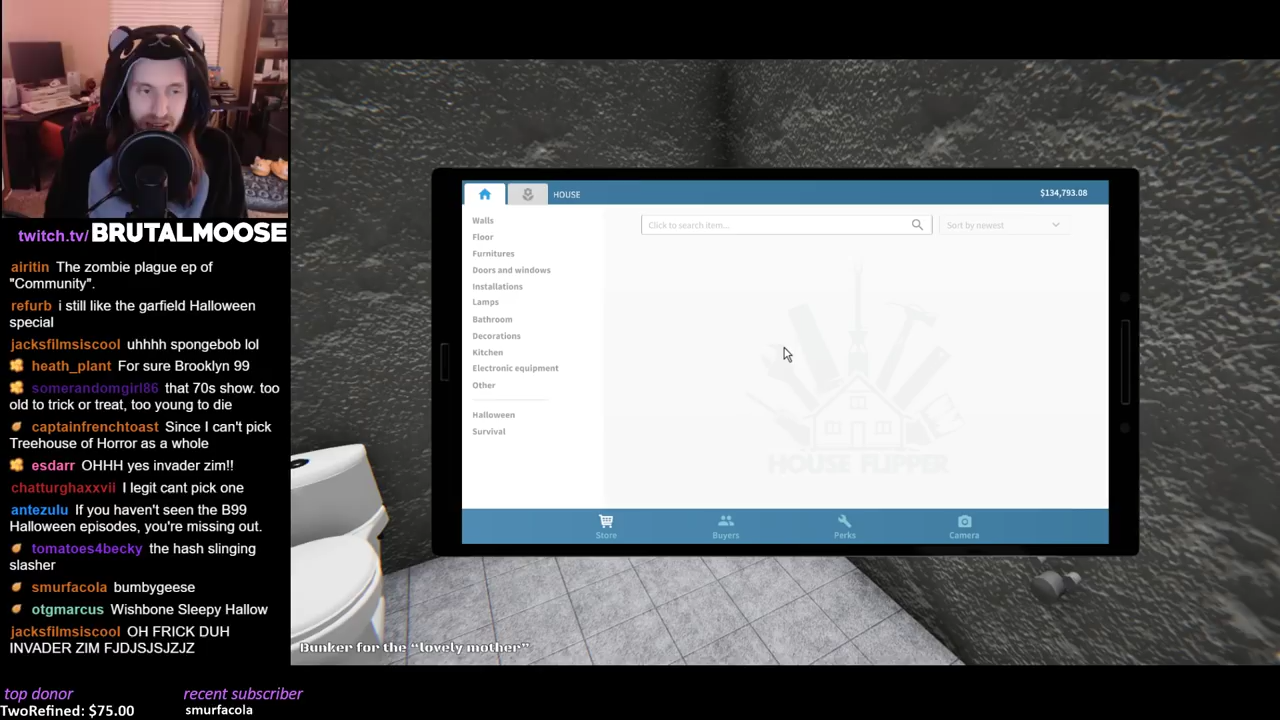 twitch.tv/BRUTALMOOSE
airitin The zombie plague ep of
"Community".
refurb i still like the garfield Halloween
special
jacksfilmsiscool uhhhh spongebob lol
heath_plant For sure Brooklyn 99
somerandomgirl86 that 70s show. too
old to trick or treat, too young to die
captainfrenchtoast Since I can't pick
Treehouse of Horror as a whole
esdarr OHHH yes invader zim!!
chatturghaxxvii I legit cant pick one
antezulu If you haven't seen the B99
Halloween episodes, you're missing out.
tomatoes4becky the hash slinging
slasher
smurfacola bumbygeese
otgmarcus Wishbone Sleepy Hallow
jacksfilmsiscool OH FRICK DUH
INVADER ZIM FJDJSJSJZJZ
top donor
TwoRefined: $75.00
recent subscriber
smurfacola
HOUSE
$134,793.08
Walls
Floor
Furnitures
Doors and windows
Installations
Lamps
Bathroom
Decorations
Kitchen
Electronic equipment
Other
Halloween
Survival
Click to search item...
Sort by newest
HOUSE FLIPPER
Store
Buyers
Perks
Camera
Bunker for the "lovely mother"